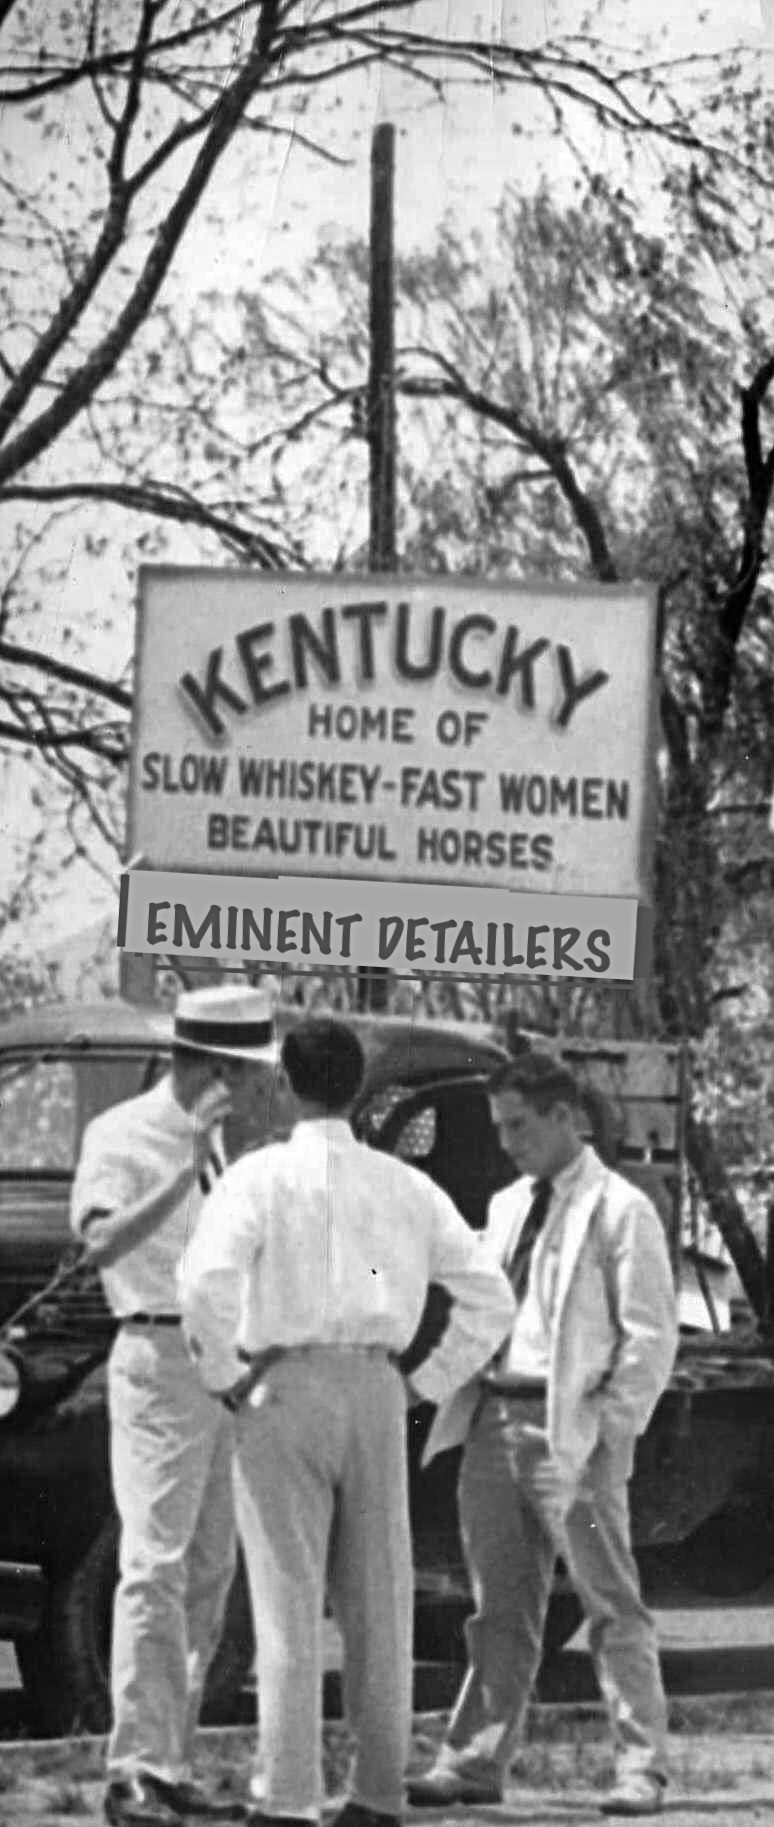 KENTUCKY
HOME OF
SLOW WHISKEY-FAST WOMEN
BEAUTIFUL HORSES
EMINENT DETAILERS